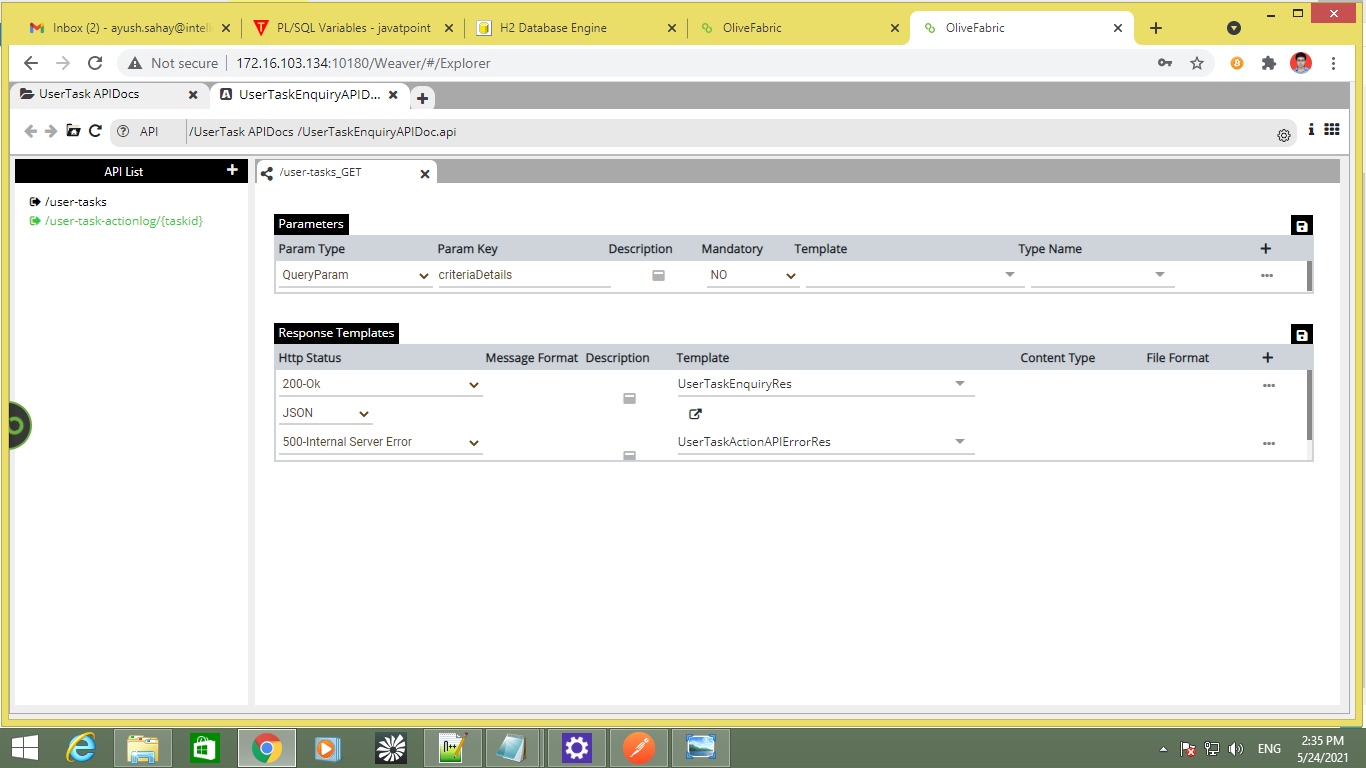 Inbox (2) - ayush.sahay@intell
PL/SQL Variables - javatpoint
H2 Database Engine
OliveFabric
OliveFabric
Not secure
172.16.103.134:10180/Weaver/#/Explorer
UserTask APIDocs
UserTaskEnquiryAPID...
API
/UserTask APIDocs /UserTaskEnquiryAPIDoc.api
API List
/user-tasks
/user-task-actionlog/{taskid}
/user-tasks_GET
Parameters
Param Type Param Key Description Mandatory Template Type Name
QueryParam criteriaDetails NO
Response Templates
Http Status Message Format Description Template Content Type File Format
200-Ok UserTaskEnquiryRes
JSON
500-Internal Server Error UserTaskActionAPIErrorRes
ENG
2:35 PM
5/24/2021